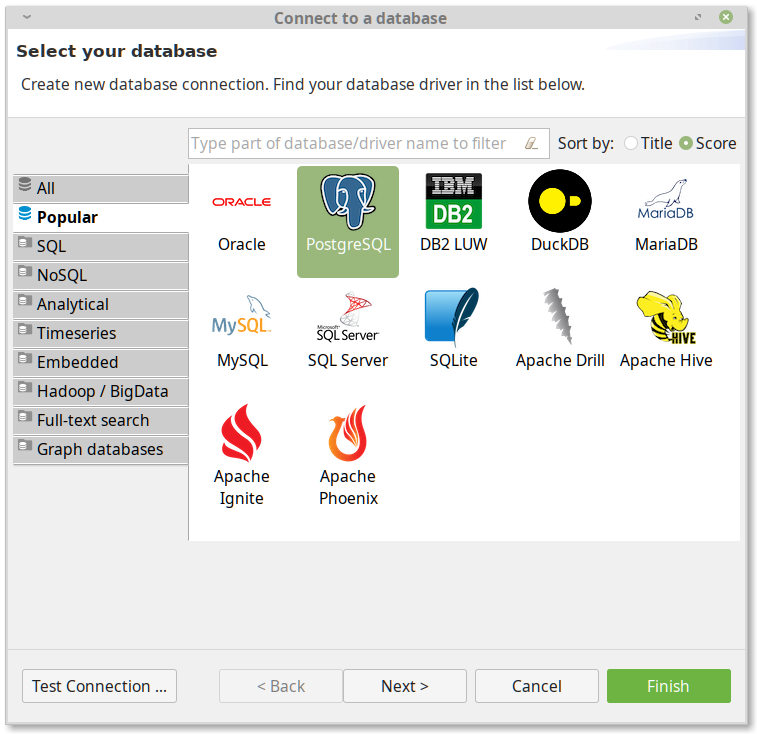 Connect to a database
Select your database
Create new database connection. Find your database driver in the list below.
Type part of database/driver name to filter
Sort by:
Title
Score
All
Popular
SQL
NoSQL
Analytical
Timeseries
Embedded
Hadoop / BigData
Full-text search
Graph databases
ORACLE
Oracle
PostgreSQL
IBM
DB2
DB2 LUW
DuckDB
MariaDB
MariaDB
MySQL
MySQL
Microsoft
SQL Server
SQL Server
SQLite
Apache Drill
HIVE
Apache Hive
Apache
Ignite
Apache
Phoenix
Test Connection ...
< Back
Next >
Cancel
Finish